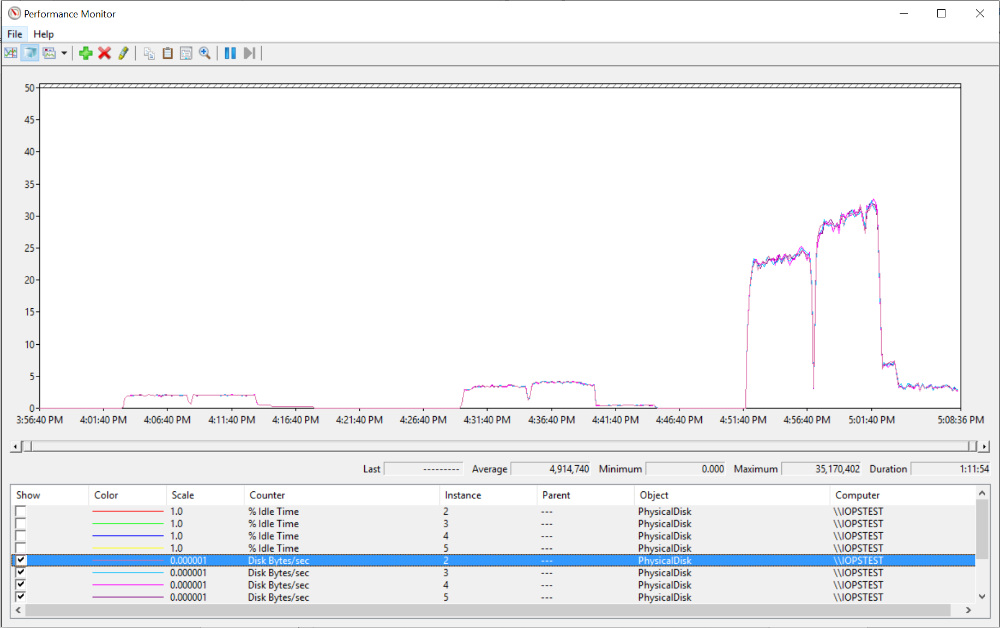 Performance Monitor
File Help
50
45
40
35
30
25
20
15
10
5
0
3:56:40 PM 4:01:40 PM 4:06:40 PM 4:11:40 PM 4:16:40 PM 4:21:40 PM 4:26:40 PM 4:31:40 PM 4:36:40 PM 4:41:40 PM 4:46:40 PM 4:51:40 PM 4:56:40 PM 5:01:40 PM 5:08:36 PM
Last --------- Average 4,914,740 Minimum 0.000 Maximum 35,170,402 Duration 1:11:54
Show Color Scale Counter Instance Parent Object Computer
1.0 % Idle Time 2 --- PhysicalDisk \\IOPSTEST
1.0 % Idle Time 3 --- PhysicalDisk \\IOPSTEST
1.0 % Idle Time 4 --- PhysicalDisk \\IOPSTEST
1.0 % Idle Time 5 --- PhysicalDisk \\IOPSTEST
0.000001 Disk Bytes/sec 2 --- PhysicalDisk \\IOPSTEST
0.000001 Disk Bytes/sec 3 --- PhysicalDisk \\IOPSTEST
0.000001 Disk Bytes/sec 4 --- PhysicalDisk \\IOPSTEST
0.000001 Disk Bytes/sec 5 --- PhysicalDisk \\IOPSTEST